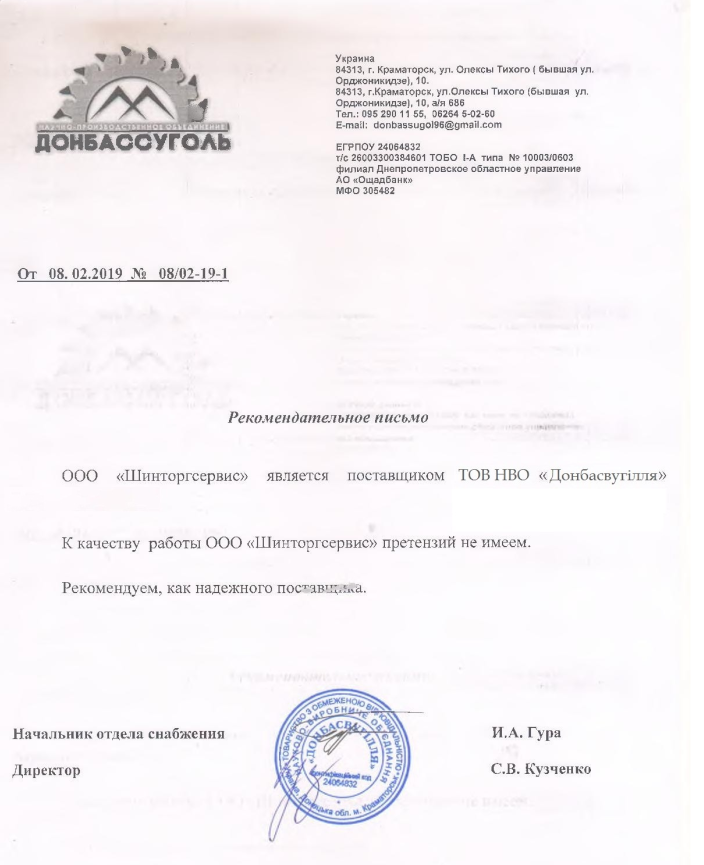 Украина
84313, г. Краматорск, ул. Олексы Тихого ( бывшая ул.
Орджоникидзе), 10.
84313, г.Краматорск, ул.Олексы Тихого (бывшая ул.
Орджоникидзе), 10, а/я 686
Тел.: 095 290 11 55, 06264 5-02-60
E-mail: donbassugol96@gmail.com
НАУЧНО-ПРОИЗВОДСТВЕННОЕ ОБЪЕДИНЕНИЕ
ДОНБАССУГОЛЬ
ЕГРПОУ 24064832
т/с 26003300384601 ТОБО І-А типа № 10003/0603
филиал Днепропетровское областное управление
АО «Ощадбанк»
МФО 305482
От 08. 02.2019 № 08/02-19-1
Рекомендательное письмо
ООО «Шинторгсервис» является поставщиком ТОВ НВО «Донбасвугілля»
К качеству работы ООО «Шинторгсервис» претензий не имеем.
Рекомендуем, как надежного поставщика.
Начальник отдела снабжения И.А. Гура
Директор С.В. Кузченко
ТОВАРИСТВО З ОБМЕЖЕНОЮ ВІДПОВІДАЛЬНІСТЮ
НАУКОВО-ВИРОБНИЧЕ ОБ'ЄДНАННЯ
«ДОНБАСВУГІЛЛЯ»
Ідентифікаційний код
24064832
Україна, Донецька обл. м. Краматорськ